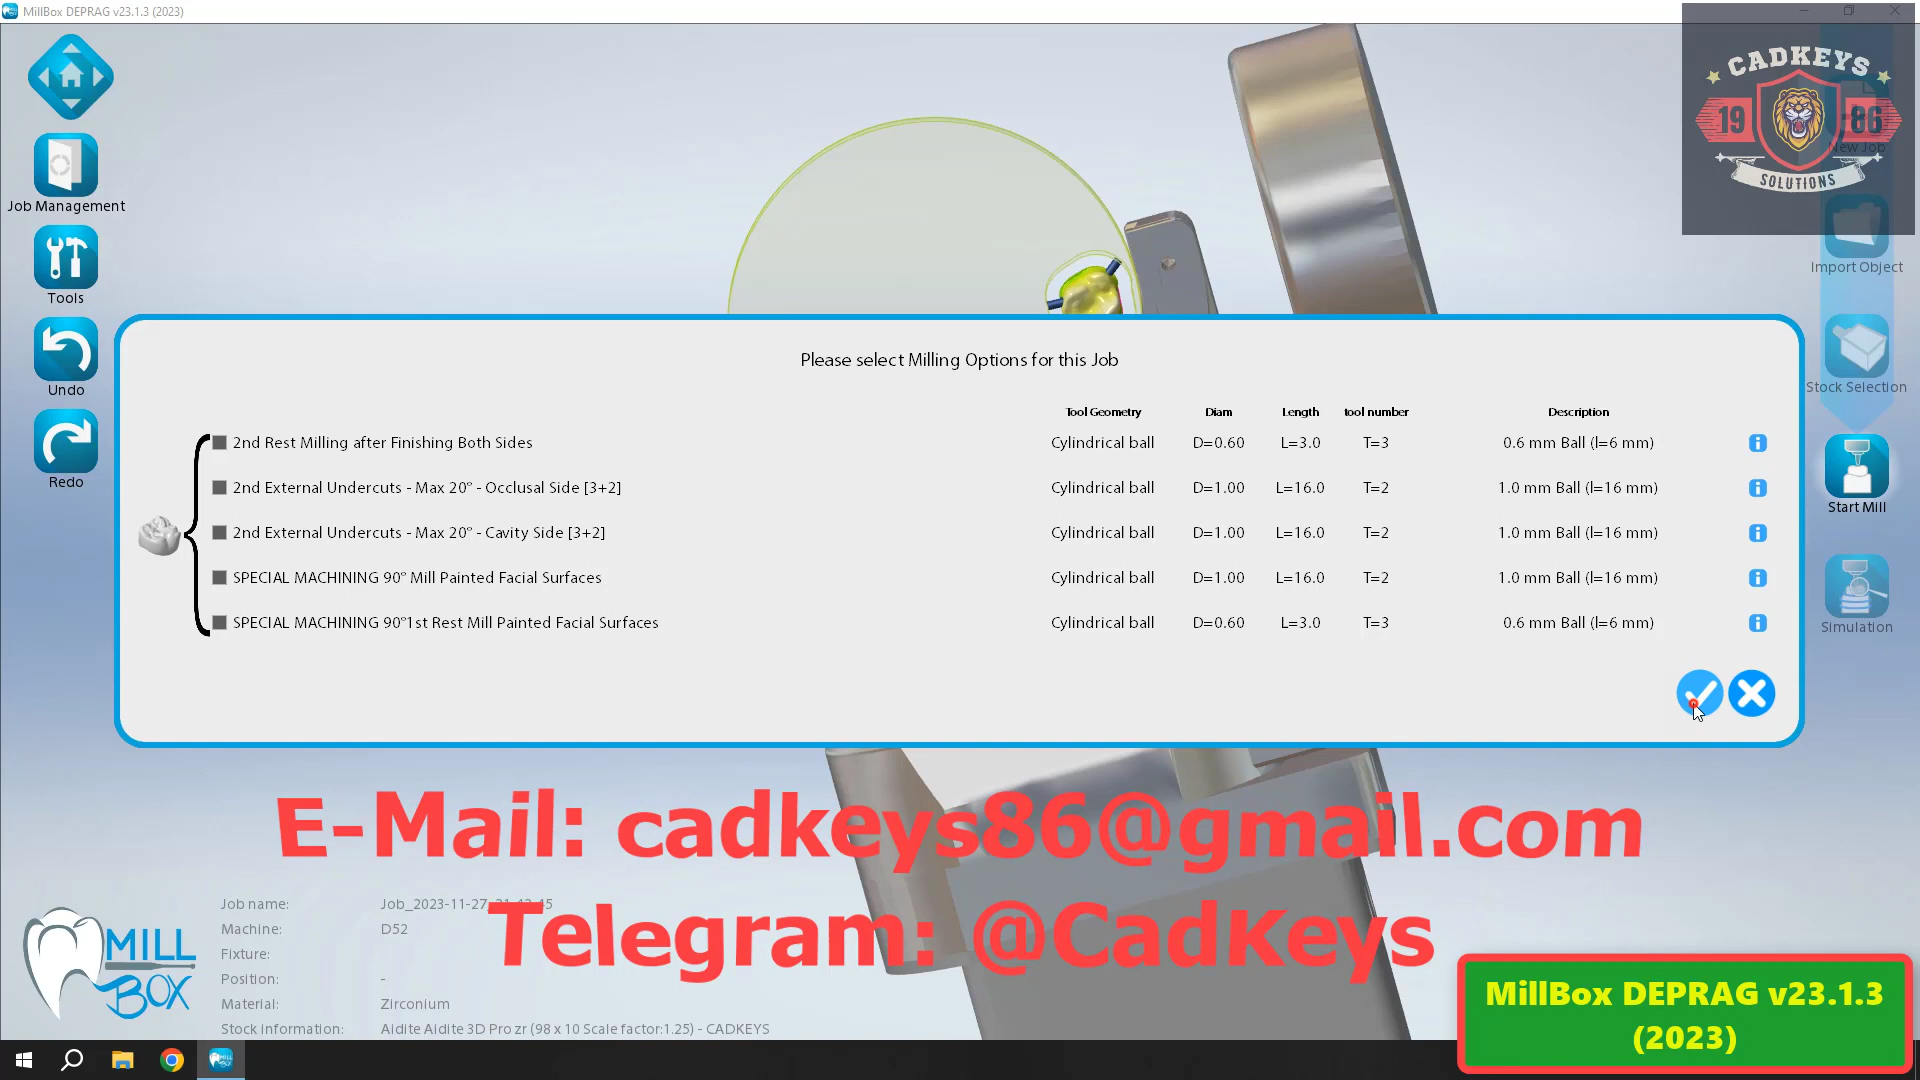 MillBox DEPRAG v23.1.3 (2023)
CADKEYS
19 86
SOLUTIONS
New Job
Job Management
Import Object
Tools
Please select Milling Options for this Job
Undo
Stock Selection
Tool Geometry Diam Length tool number Description
2nd Rest Milling after Finishing Both Sides Cylindrical ball D=0.60 L=3.0 T=3 0.6 mm Ball (l=6 mm)
Redo
2nd External Undercuts - Max 20° - Occlusal Side [3+2] Cylindrical ball D=1.00 L=16.0 T=2 1.0 mm Ball (l=16 mm)
Start Mill
2nd External Undercuts - Max 20° - Cavity Side [3+2] Cylindrical ball D=1.00 L=16.0 T=2 1.0 mm Ball (l=16 mm)
SPECIAL MACHINING 90° Mill Painted Facial Surfaces Cylindrical ball D=1.00 L=16.0 T=2 1.0 mm Ball (l=16 mm)
SPECIAL MACHINING 90°1st Rest Mill Painted Facial Surfaces Cylindrical ball D=0.60 L=3.0 T=3 0.6 mm Ball (l=6 mm)
Simulation
E-Mail: cadkeys86@gmail.com
Telegram: @CadKeys
MILL
BOX
Job name:
Machine: D52
Fixture:
Position: -
Material: Zirconium
Stock information: Aidite Aidite 3D Pro zr (98 x 10 Scale factor:1.25) - CADKEYS
MillBox DEPRAG v23.1.3
(2023)